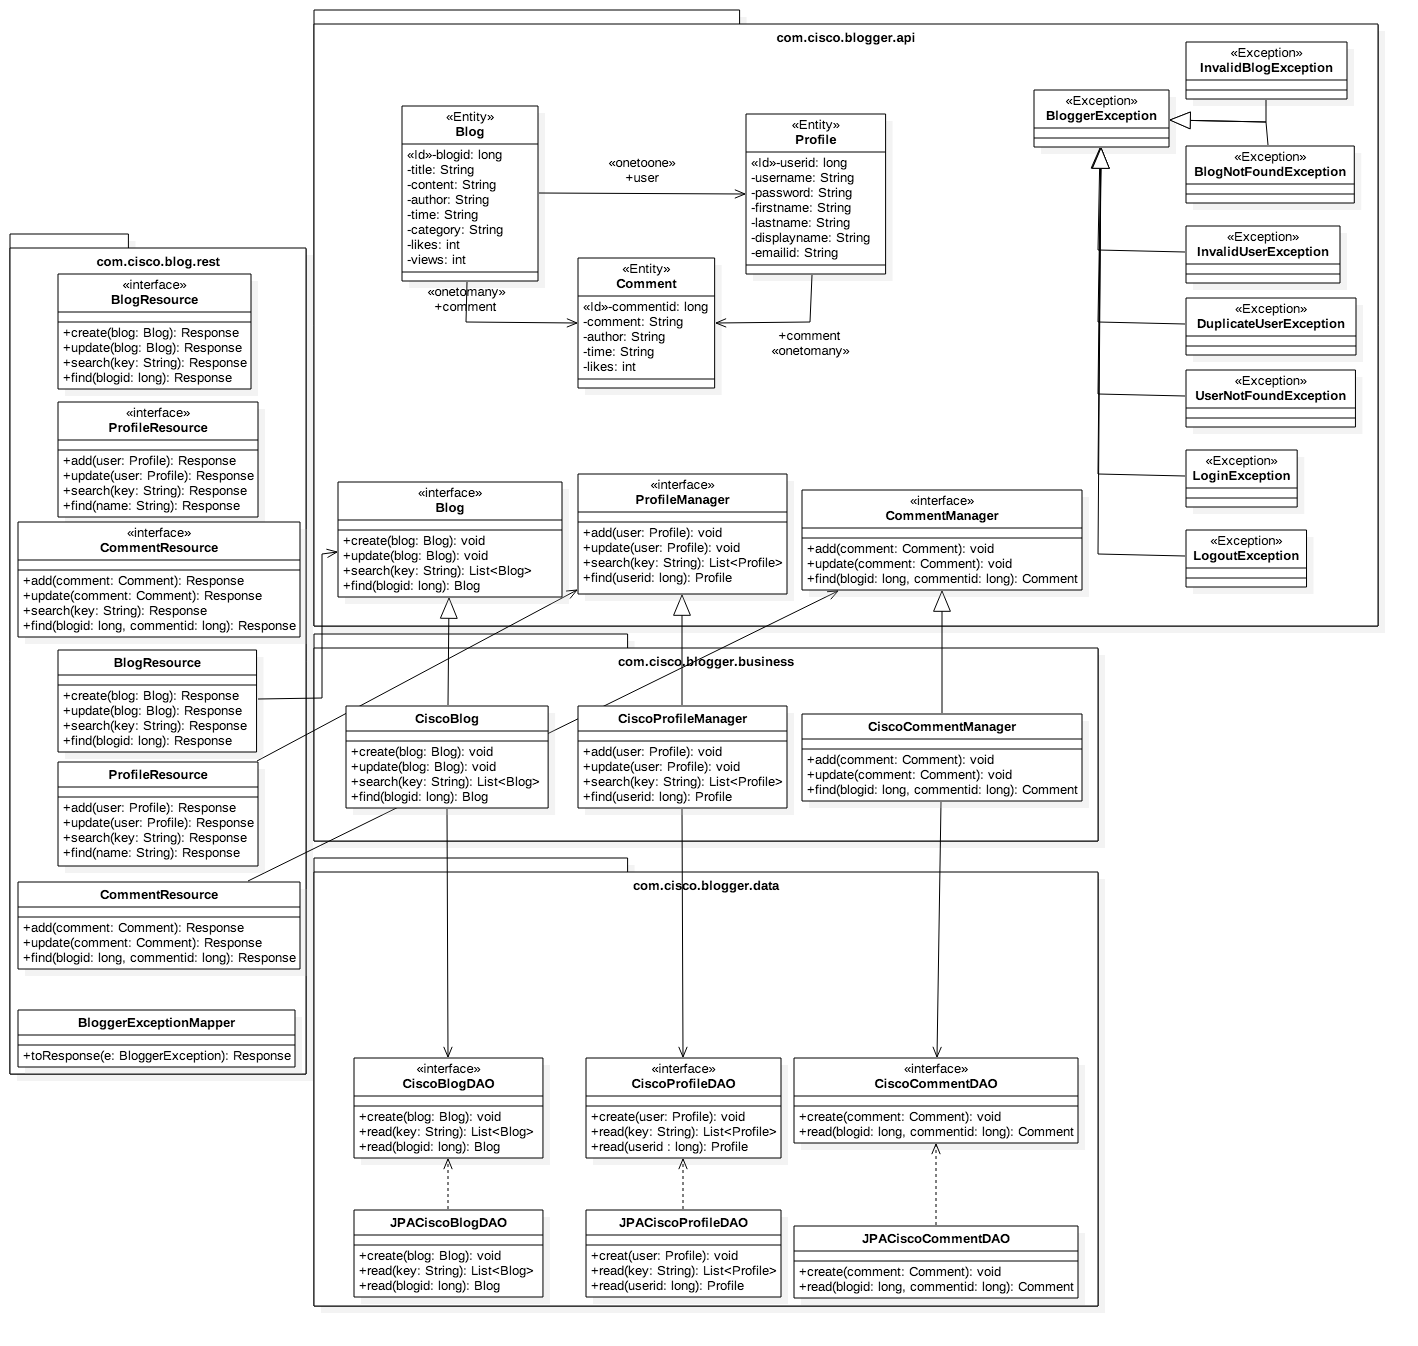 com.cisco.blogger.api
«Entity»
Blog
«Id»-blogid: long
-title: String
-content: String
-author: String
-time: String
-category: String
-likes: int
-views: int
«onetoone»
+user
«Entity»
Profile
«Id»-userid: long
-username: String
-password: String
-firstname: String
-lastname: String
-displayname: String
-emailid: String
«onetomany»
+comment
«Entity»
Comment
«Id»-commentid: long
-comment: String
-author: String
-time: String
-likes: int
+comment
«onetomany»
«Exception»
BloggerException
«Exception»
InvalidBlogException
«Exception»
BlogNotFoundException
«Exception»
InvalidUserException
«Exception»
DuplicateUserException
«Exception»
UserNotFoundException
«Exception»
LoginException
«Exception»
LogoutException
«interface»
Blog
+create(blog: Blog): void
+update(blog: Blog): void
+search(key: String): List<Blog>
+find(blogid: long): Blog
«interface»
ProfileManager
+add(user: Profile): void
+update(user: Profile): void
+search(key: String): List<Profile>
+find(userid: long): Profile
«interface»
CommentManager
+add(comment: Comment): void
+update(comment: Comment): void
+find(blogid: long, commentid: long): Comment
com.cisco.blog.rest
«interface»
BlogResource
+create(blog: Blog): Response
+update(blog: Blog): Response
+search(key: String): Response
+find(blogid: long): Response
«interface»
ProfileResource
+add(user: Profile): Response
+update(user: Profile): Response
+search(key: String): Response
+find(name: String): Response
«interface»
CommentResource
+add(comment: Comment): Response
+update(comment: Comment): Response
+search(key: String): Response
+find(blogid: long, commentid: long): Response
BlogResource
+create(blog: Blog): Response
+update(blog: Blog): Response
+search(key: String): Response
+find(blogid: long): Response
ProfileResource
+add(user: Profile): Response
+update(user: Profile): Response
+search(key: String): Response
+find(name: String): Response
CommentResource
+add(comment: Comment): Response
+update(comment: Comment): Response
+find(blogid: long, commentid: long): Response
BloggerExceptionMapper
+toResponse(e: BloggerException): Response
com.cisco.blogger.business
CiscoBlog
+create(blog: Blog): void
+update(blog: Blog): void
+search(key: String): List<Blog>
+find(blogid: long): Blog
CiscoProfileManager
+add(user: Profile): void
+update(user: Profile): void
+search(key: String): List<Profile>
+find(userid: long): Profile
CiscoCommentManager
+add(comment: Comment): void
+update(comment: Comment): void
+find(blogid: long, commentid: long): Comment
com.cisco.blogger.data
«interface»
CiscoBlogDAO
+create(blog: Blog): void
+read(key: String): List<Blog>
+read(blogid: long): Blog
«interface»
CiscoProfileDAO
+create(user: Profile): void
+read(key: String): List<Profile>
+read(userid : long): Profile
«interface»
CiscoCommentDAO
+create(comment: Comment): void
+read(blogid: long, commentid: long): Comment
JPACiscoBlogDAO
+create(blog: Blog): void
+read(key: String): List<Blog>
+read(blogid: long): Blog
JPACiscoProfileDAO
+creat(user: Profile): void
+read(key: String): List<Profile>
+read(userid: long): Profile
JPACiscoCommentDAO
+create(comment: Comment): void
+read(blogid: long, commentid: long): Comment